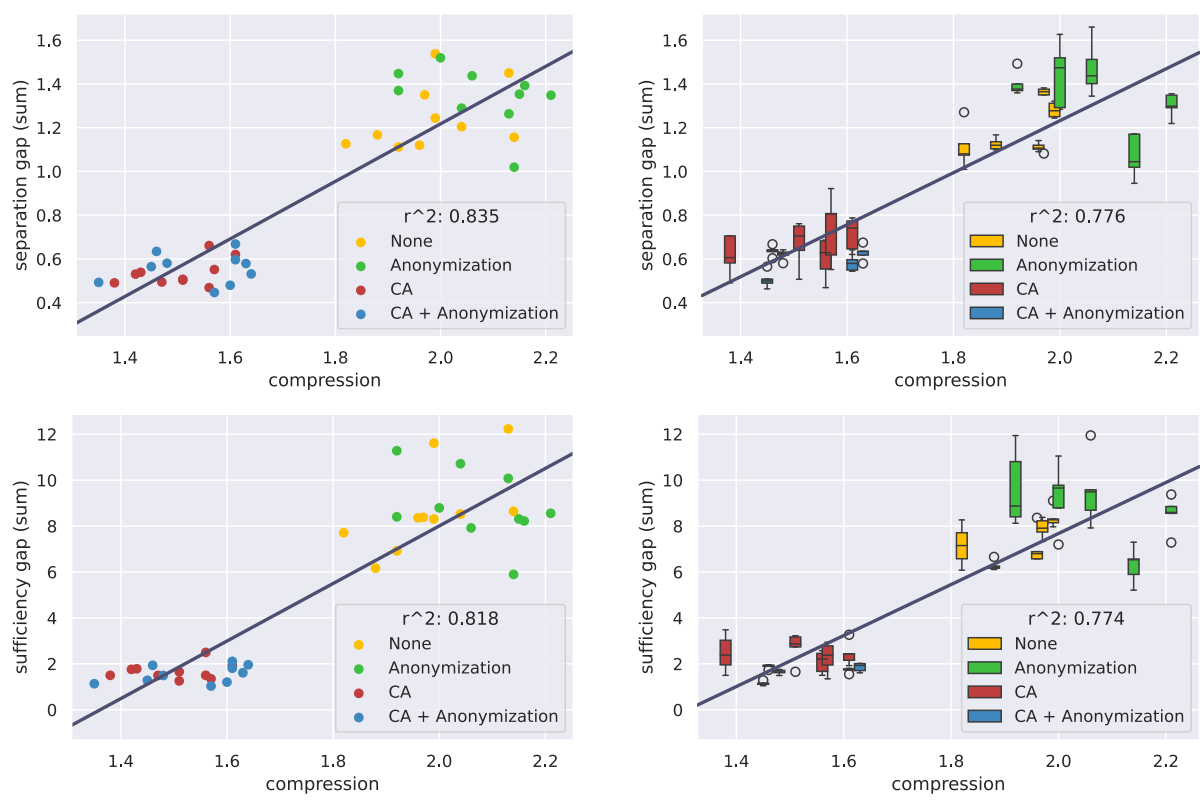 1.6
1.4
1.2
1.0
0.8
0.6
0.4
separation gap (sum)
r^2: 0.835
None
Anonymization
CA
CA + Anonymization
1.4 1.6 1.8 2.0 2.2
compression
1.6
1.4
1.2
1.0
0.8
0.6
0.4
separation gap (sum)
r^2: 0.776
None
Anonymization
CA
CA + Anonymization
1.4 1.6 1.8 2.0 2.2
compression
12
10
8
6
4
2
0
sufficiency gap (sum)
r^2: 0.818
None
Anonymization
CA
CA + Anonymization
1.4 1.6 1.8 2.0 2.2
compression
12
10
8
6
4
2
0
sufficiency gap (sum)
r^2: 0.774
None
Anonymization
CA
CA + Anonymization
1.4 1.6 1.8 2.0 2.2
compression